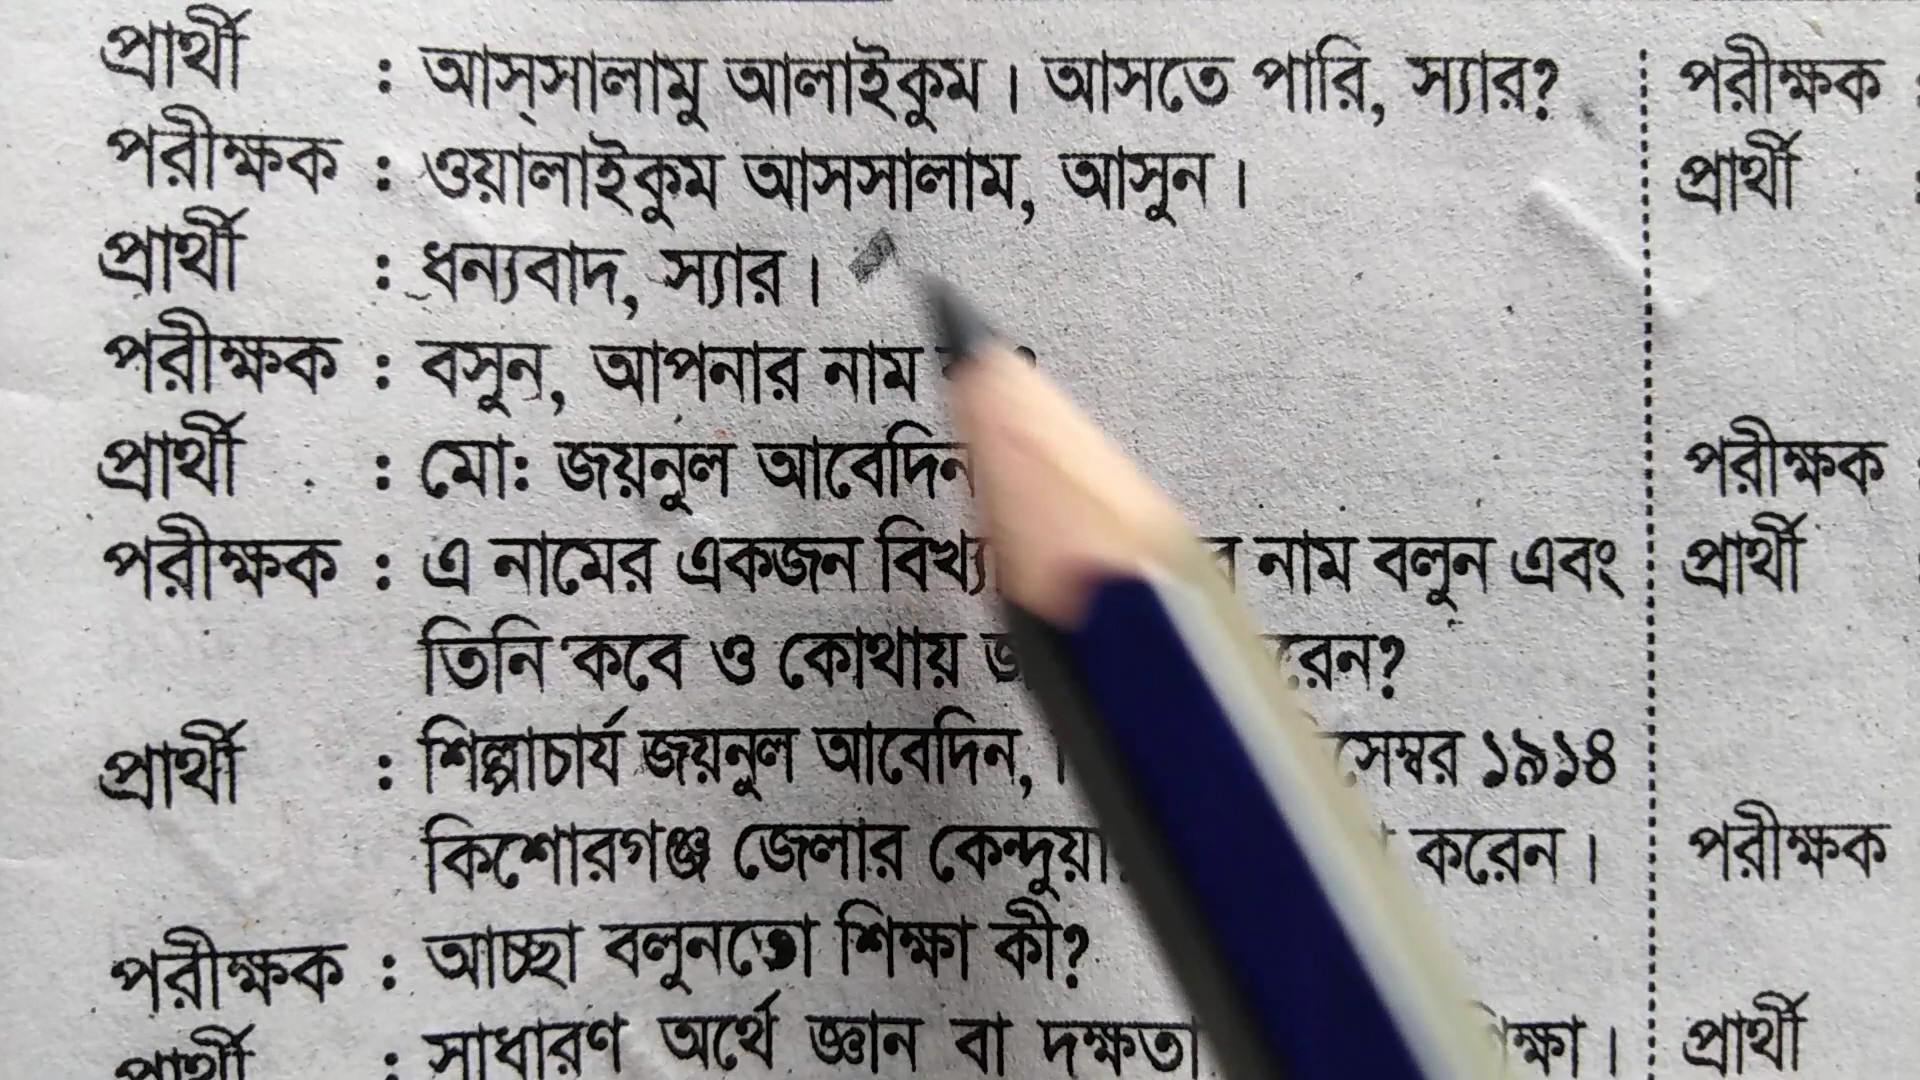 প্রার্থী : আস্‌সালামু আলাইকুম। আসতে পারি, স্যার?
পরীক্ষক : ওয়ালাইকুম আসসালাম, আসুন।
প্রার্থী : ধন্যবাদ, স্যার।
পরীক্ষক : বসুন, আপনার নাম
প্রার্থী : মো: জয়নুল আবেদিন
পরীক্ষক : এ নামের একজন নাম বলুন এবং
তিনি কবে ও কোথায়
প্রার্থী : শিল্পাচার্য জয়নুল আবেদিন, ১৯১৪
কিশোরগঞ্জ জেলার কেন্দুয়া করেন।
পরীক্ষক : আচ্ছা বলুনতো শিক্ষা কী?
প্রার্থী : সাধারণ অর্থে জ্ঞান বা দক্ষতা
পরীক্ষক :
প্রার্থী :
পরীক্ষক :
প্রার্থী :
পরীক্ষক
প্রার্থী